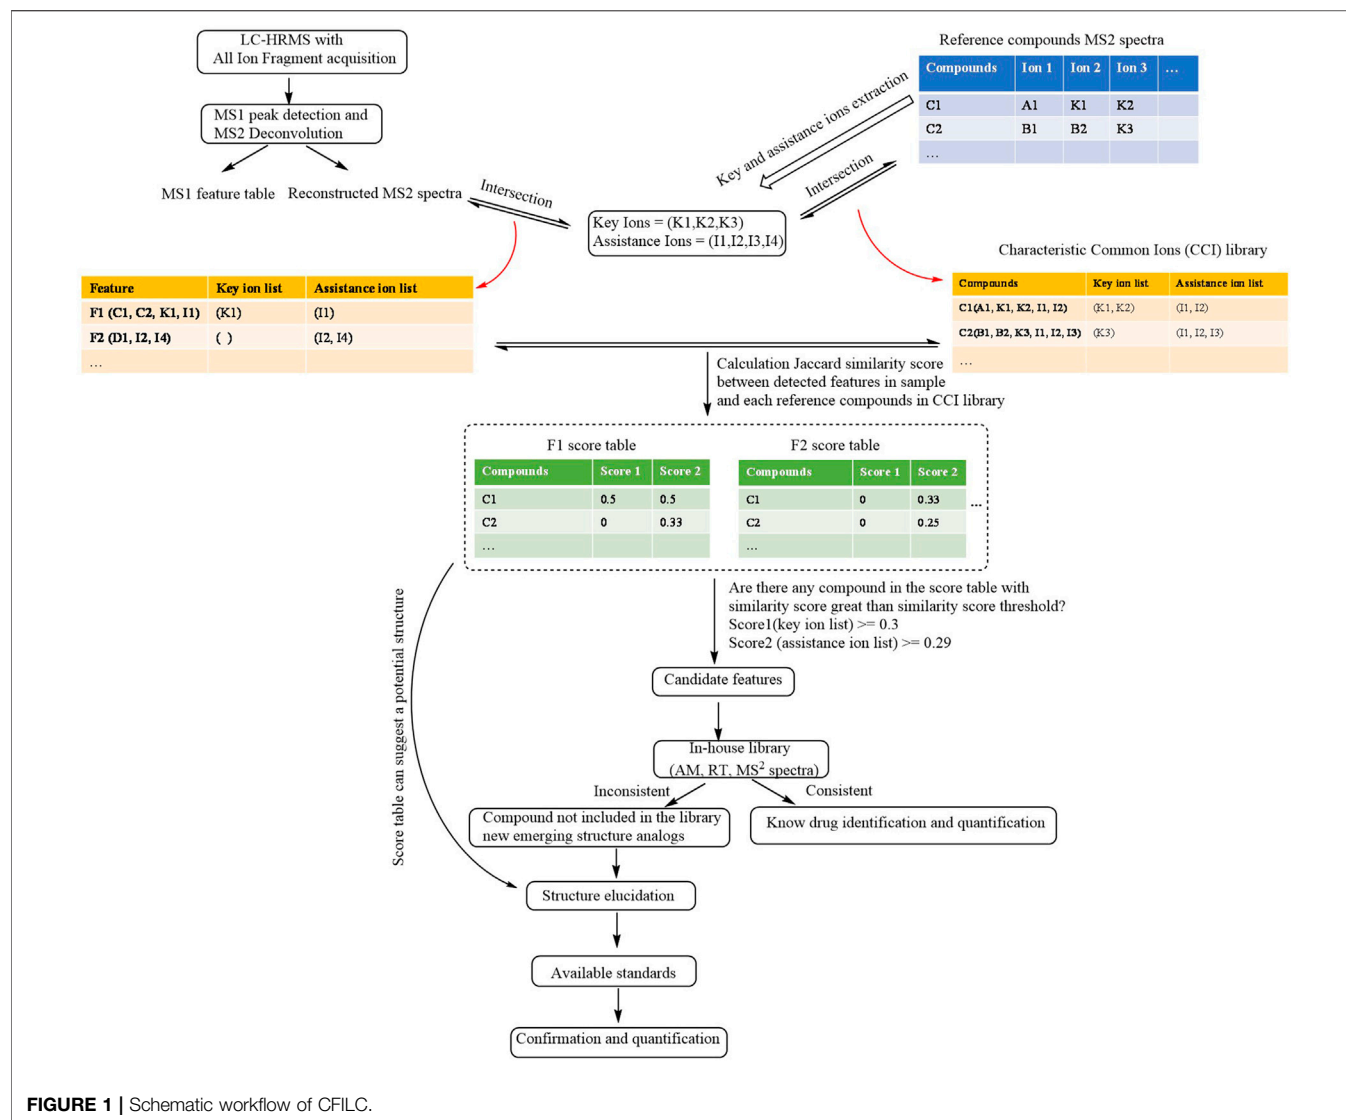 LC-HRMS with
All Ion Fragment acquisition
MS1 peak detection and
MS2 Deconvolution
MS1 feature table
Reconstructed MS2 spectra
Intersection
Key Ions = (K1,K2,K3)
Assistance Ions = (I1,I2,I3,I4)
Key and assistance ions extraction
Intersection
Reference compounds MS2 spectra
Compounds Ion 1 Ion 2 Ion 3 ...
C1 A1 K1 K2
C2 B1 B2 K3
...
Characteristic Common Ions (CCI) library
Feature Key ion list Assistance ion list
F1 (C1, C2, K1, I1) (K1) (I1)
F2 (D1, I2, I4) ( ) (I2, I4)
...
Compounds Key ion list Assistance ion list
C1(A1, K1, K2, I1, I2) (K1, K2) (I1, I2)
C2(B1, B2, K3, I1, I2, I3) (K3) (I1, I2, I3)
...
Calculation Jaccard similarity score
between detected features in sample
and each reference compounds in CCI library
F1 score table
Compounds Score 1 Score 2
C1 0.5 0.5
C2 0 0.33
...
F2 score table
Compounds Score 1 Score 2
C1 0 0.33
C2 0 0.25
...
...
Are there any compound in the score table with
similarity score great than similarity score threshold?
Score1(key ion list) >= 0.3
Score2 (assistance ion list) >= 0.29
Score table can suggest a potential structure
Candidate features
In-house library
(AM, RT, MS² spectra)
Inconsistent
Consistent
Compound not included in the library
new emerging structure analogs
Know drug identification and quantification
Structure elucidation
Available standards
Confirmation and quantification
FIGURE 1 | Schematic workflow of CFILC.